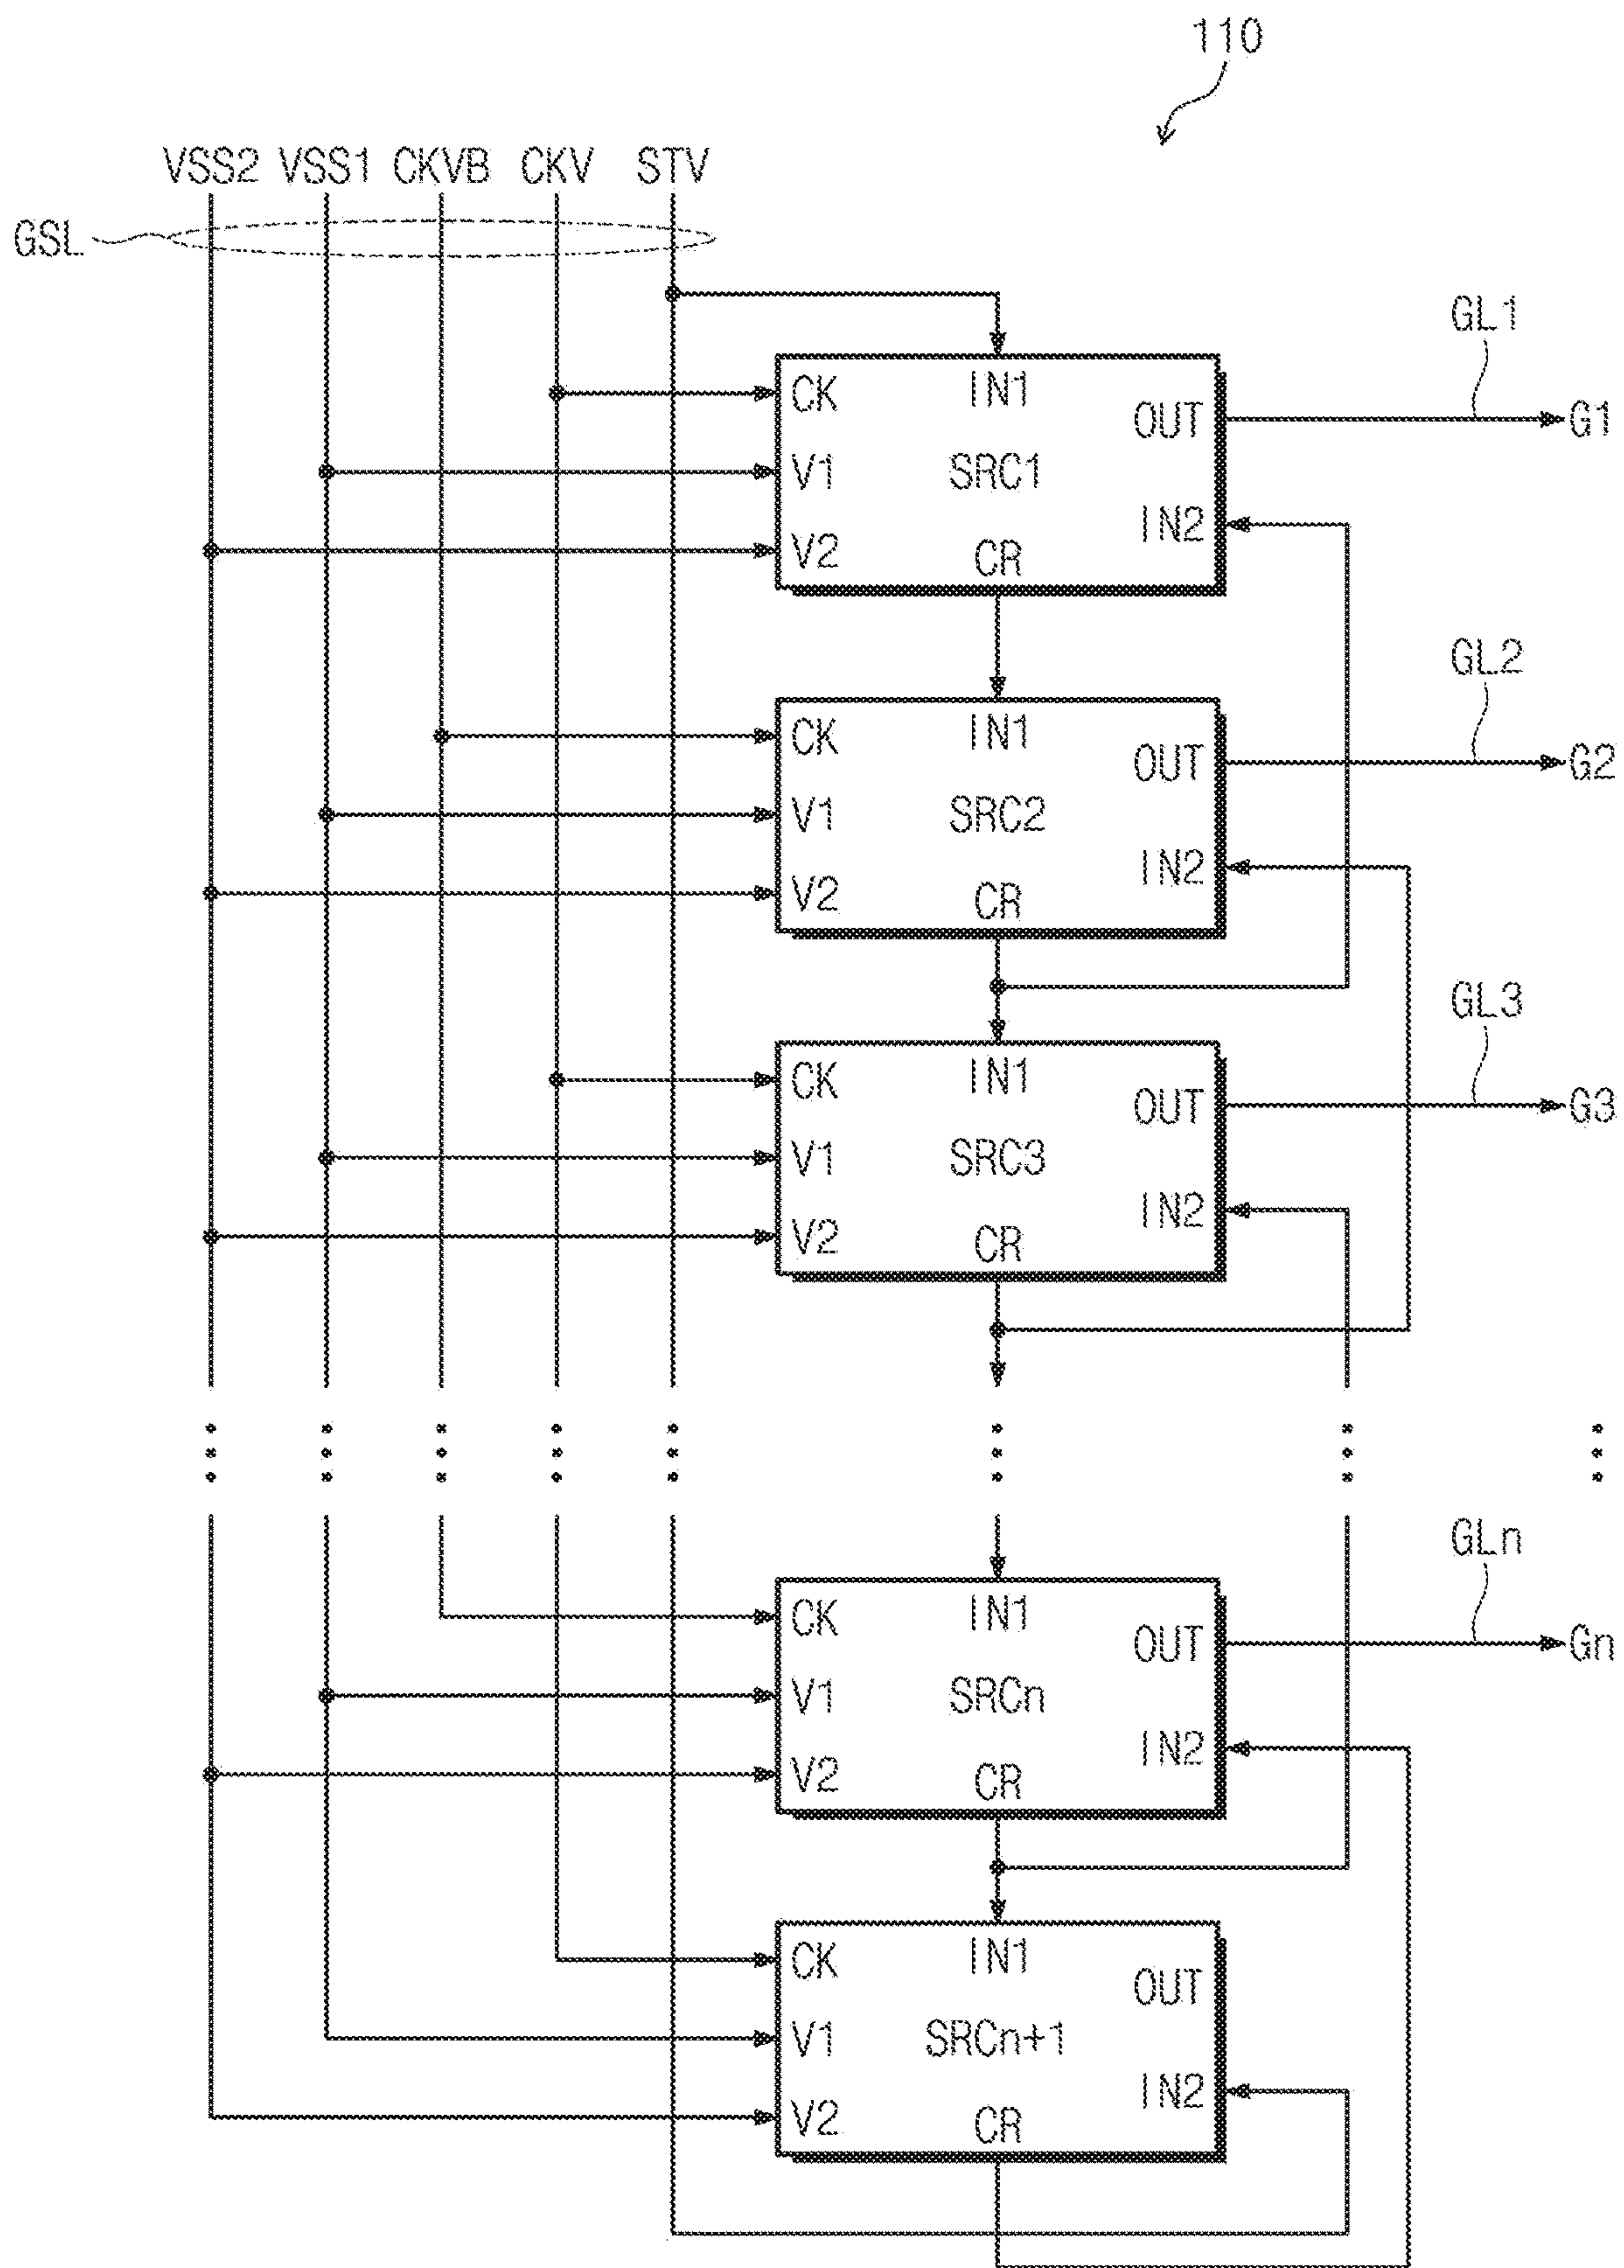 110
VSS2 VSS1 CKVB CKV STV
GSL
GL1
CK IN1 OUT G1
V1 SRC1
V2 CR IN2
GL2
CK IN1 OUT G2
V1 SRC2
V2 CR IN2
GL3
CK IN1 OUT G3
V1 SRC3
V2 CR IN2
GLn
CK IN1 OUT Gn
V1 SRCn
V2 CR IN2
CK IN1 OUT
V1 SRCn+1
V2 CR IN2